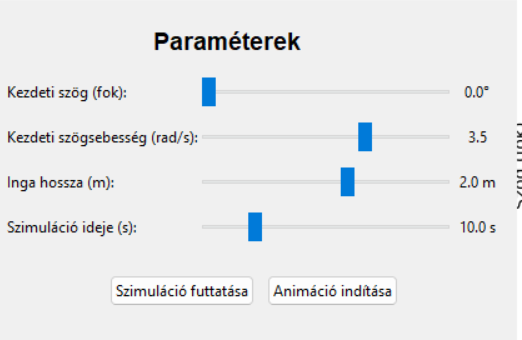 Paraméterek
Kezdeti szög (fok): 0.0°
Kezdeti szögsebesség (rad/s): 3.5
Inga hossza (m): 2.0 m
Szimuláció ideje (s): 10.0 s
Szimuláció futtatása Animáció indítása